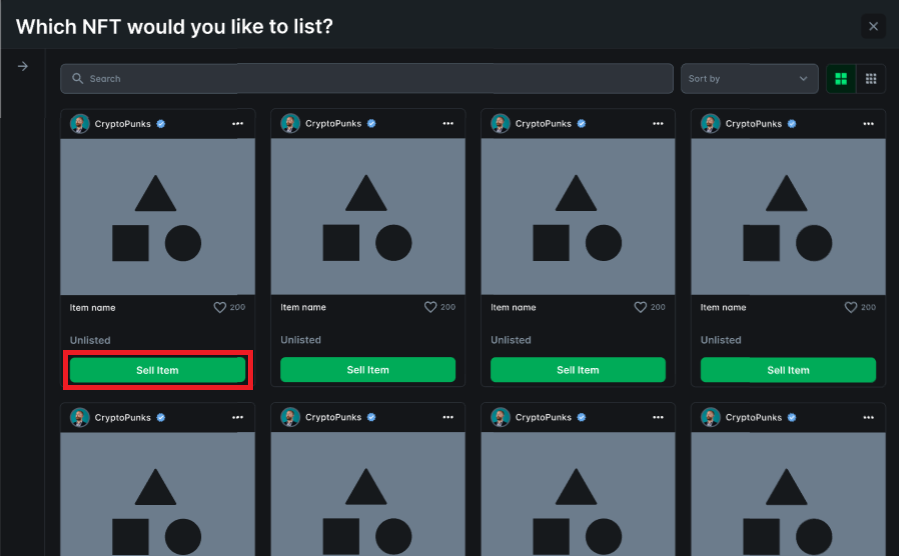 Which NFT would you like to list?
Search
Sort by
CryptoPunks
CryptoPunks
CryptoPunks
CryptoPunks
Item name 200
Item name 200
Item name 200
Item name 200
Unlisted
Unlisted
Unlisted
Unlisted
Sell Item
Sell Item
Sell Item
Sell Item
CryptoPunks
CryptoPunks
CryptoPunks
CryptoPunks